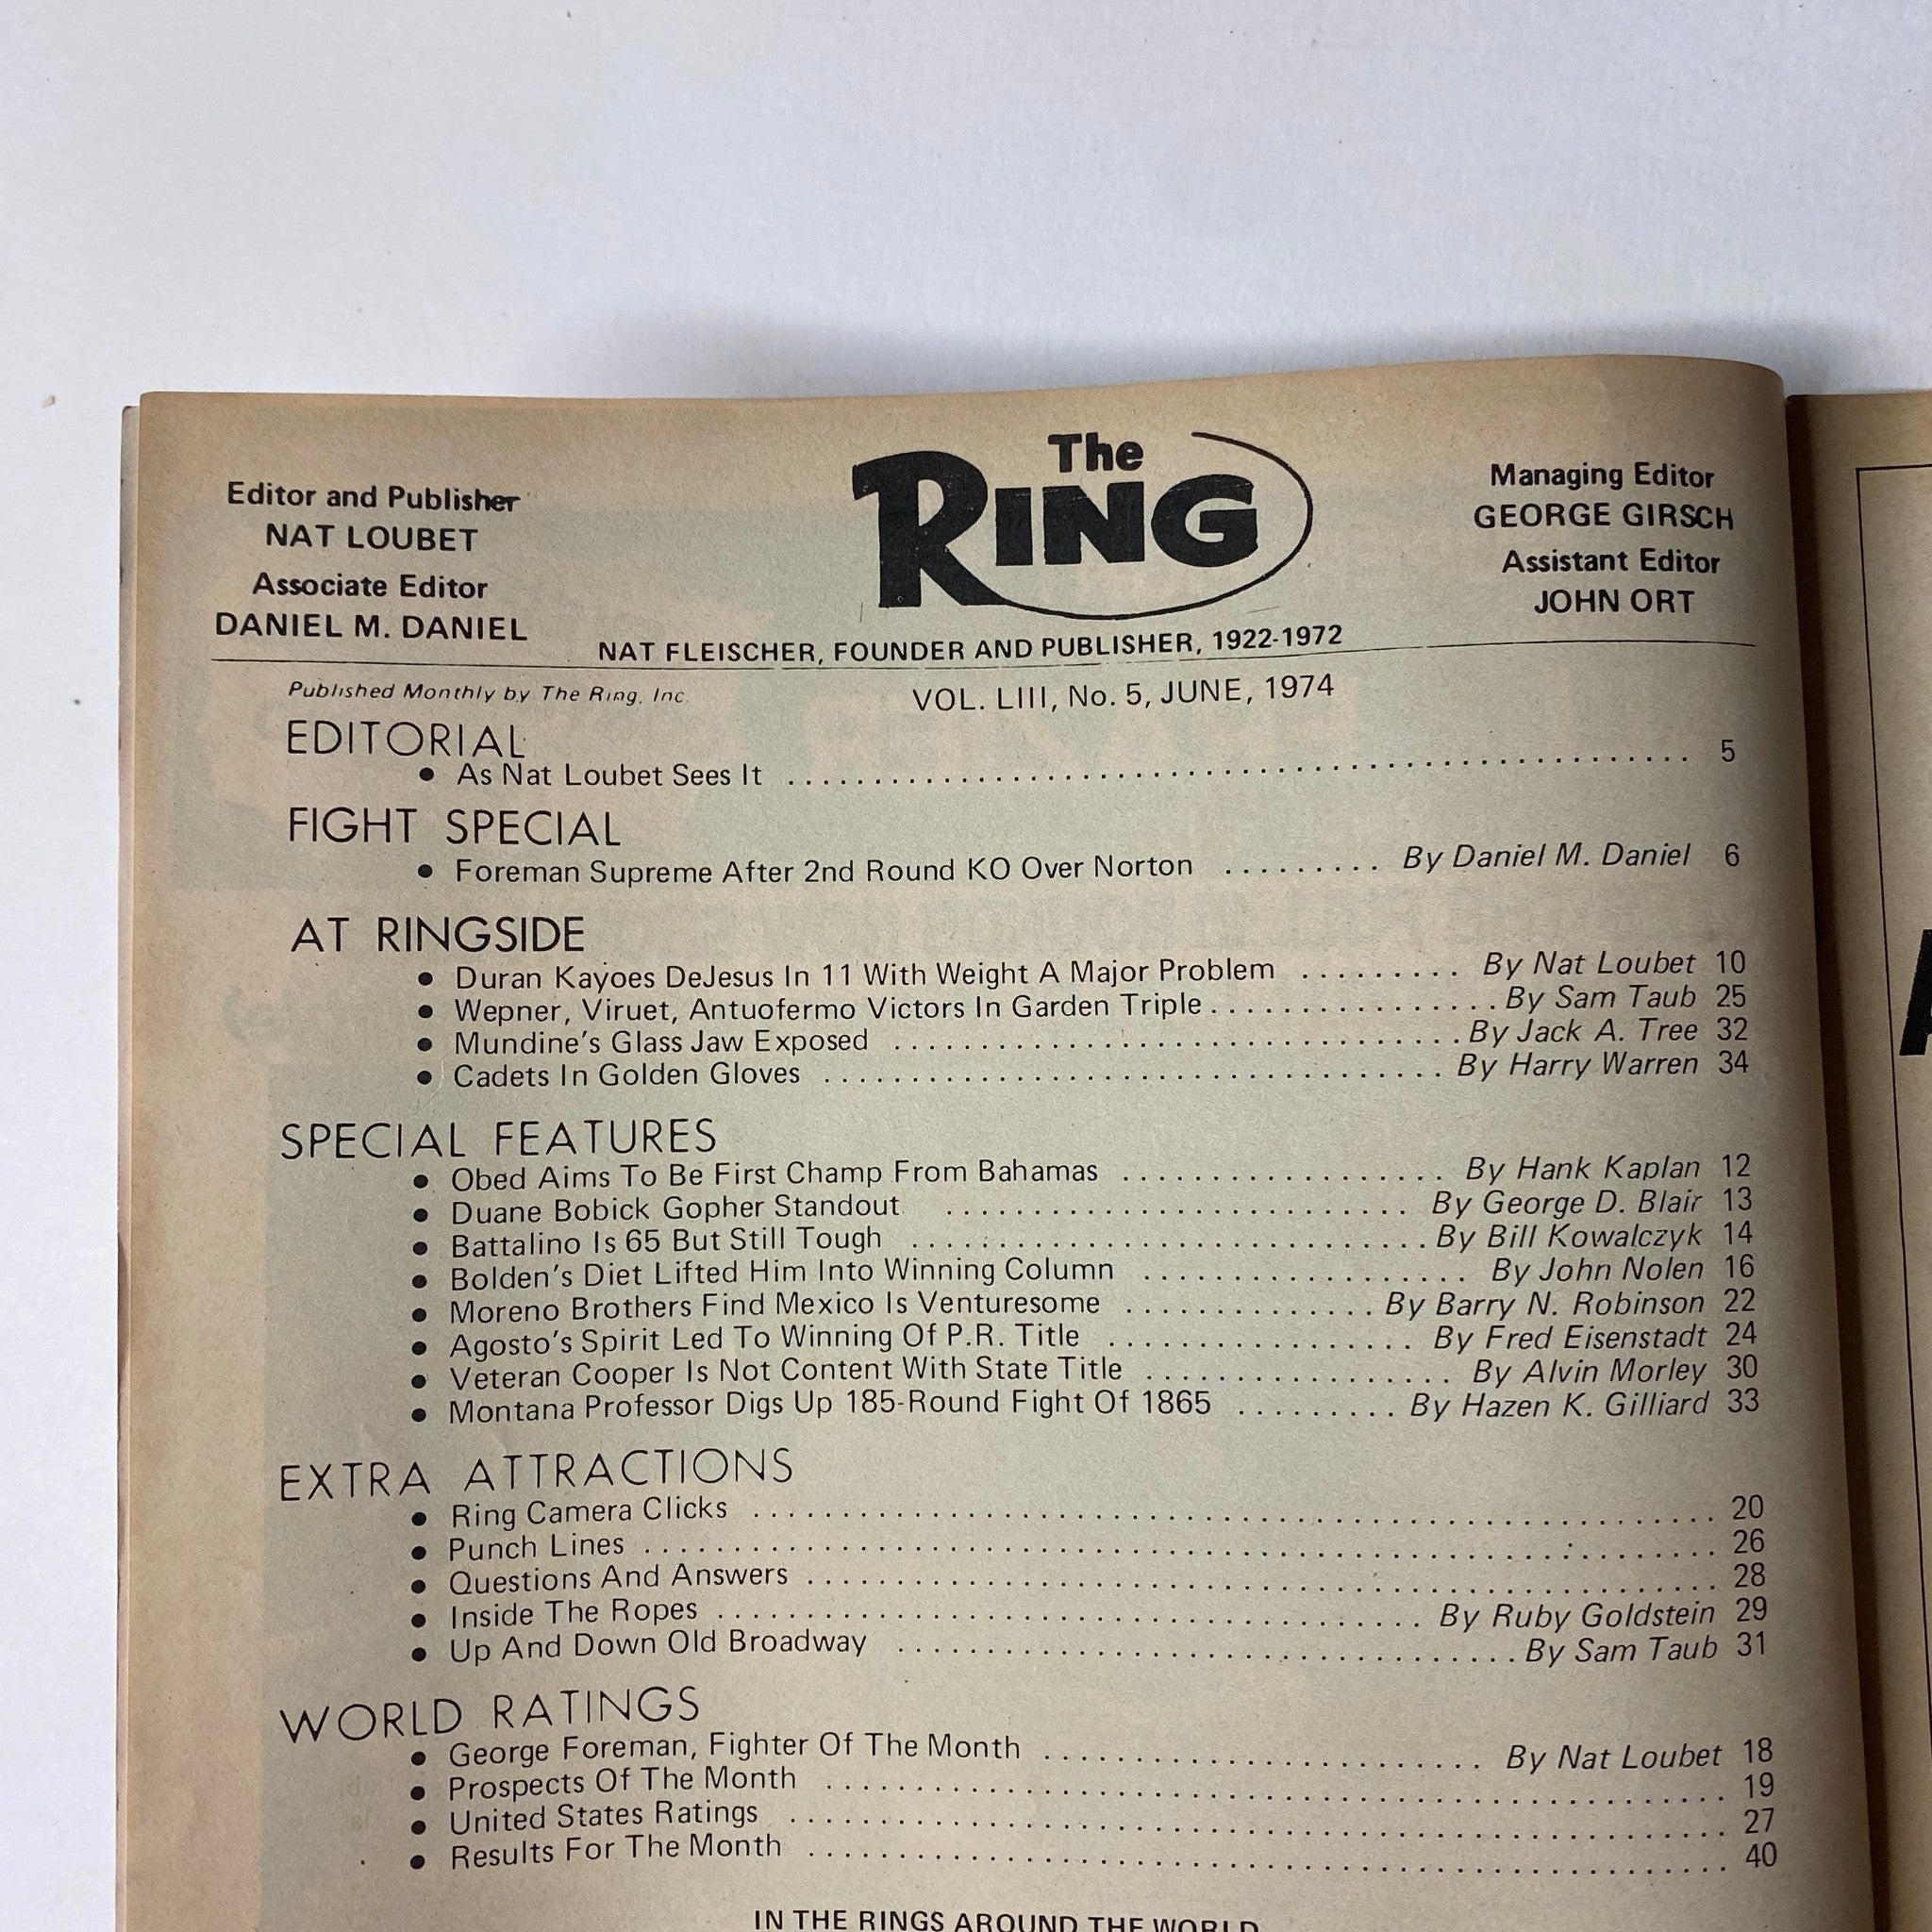 The
RING
Editor and Publisher
NAT LOUBET
Associate Editor
DANIEL M. DANIEL
Managing Editor
GEORGE GIRSCH
Assistant Editor
JOHN ORT
NAT FLEISCHER, FOUNDER AND PUBLISHER, 1922-1972
Published Monthly by The Ring, Inc.
VOL. LIII, No. 5, JUNE, 1974
EDITORIAL
• As Nat Loubet Sees It ........ 5
FIGHT SPECIAL
• Foreman Supreme After 2nd Round KO Over Norton ......... By Daniel M. Daniel 6
AT RINGSIDE
• Duran Kayoes DeJesus In 11 With Weight A Major Problem ......... By Nat Loubet 10
• Wepner, Viruet, Antuofermo Victors In Garden Triple ........ By Sam Taub 25
• Mundine's Glass Jaw Exposed ........ By Jack A. Tree 32
• Cadets In Golden Gloves ........ By Harry Warren 34
SPECIAL FEATURES
• Obed Aims To Be First Champ From Bahamas ........ By Hank Kaplan 12
• Duane Bobick Gopher Standout ........ By George D. Blair 13
• Battalino Is 65 But Still Tough ........ By Bill Kowalczyk 14
• Bolden's Diet Lifted Him Into Winning Column ........ By John Nolen 16
• Moreno Brothers Find Mexico Is Venturesome ........ By Barry N. Robinson 22
• Agosto's Spirit Led To Winning Of P.R. Title ........ By Fred Eisenstadt 24
• Veteran Cooper Is Not Content With State Title ........ By Alvin Morley 30
• Montana Professor Digs Up 185-Round Fight Of 1865 ......... By Hazen K. Gilliard 33
EXTRA ATTRACTIONS
• Ring Camera Clicks ........ 20
• Punch Lines ........ 26
• Questions And Answers ........ 28
• Inside The Ropes ........ By Ruby Goldstein 29
• Up And Down Old Broadway ........ By Sam Taub 31
WORLD RATINGS
• George Foreman, Fighter Of The Month ........ By Nat Loubet 18
• Prospects Of The Month ........ 19
• United States Ratings ........ 27
• Results For The Month ........ 40
IN THE RINGS AROUND THE WORLD